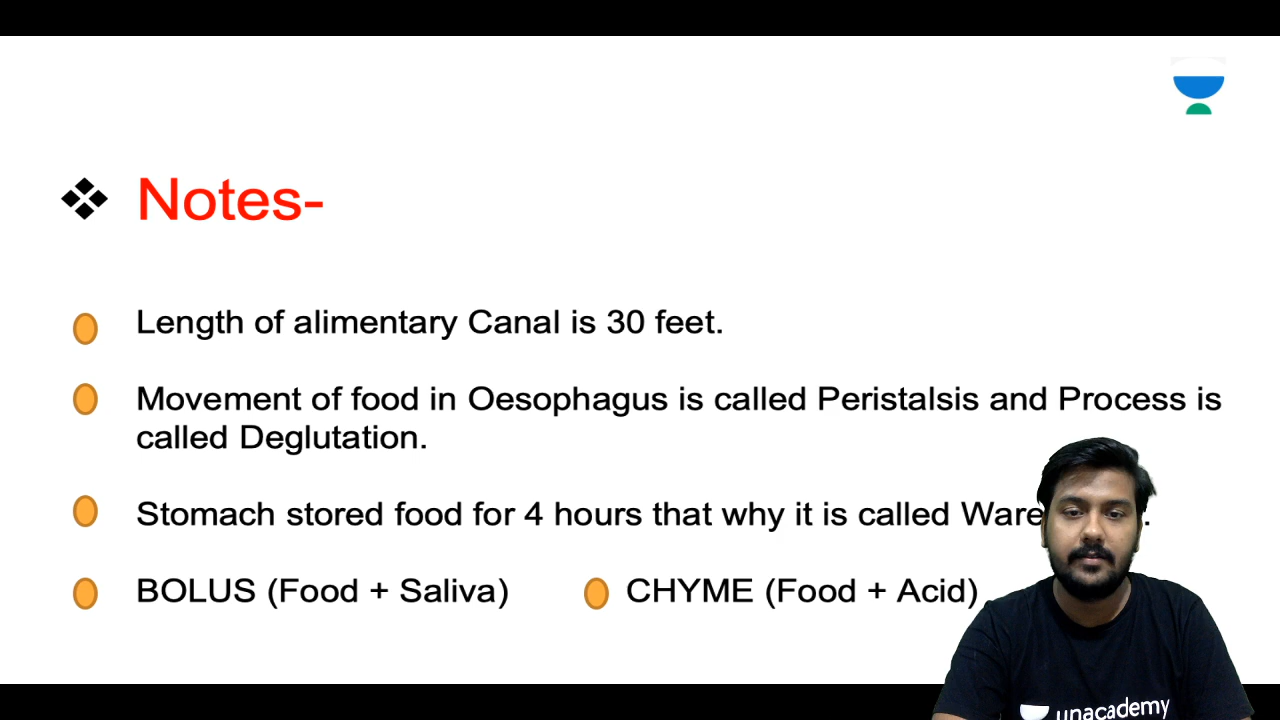 Notes-
Length of alimentary Canal is 30 feet.
Movement of food in Oesophagus is called Peristalsis and Process is
called Deglutation.
Stomach stored food for 4 hours that why it is called
BOLUS (Food + Saliva) CHYME (Food + Acid)
unacademy